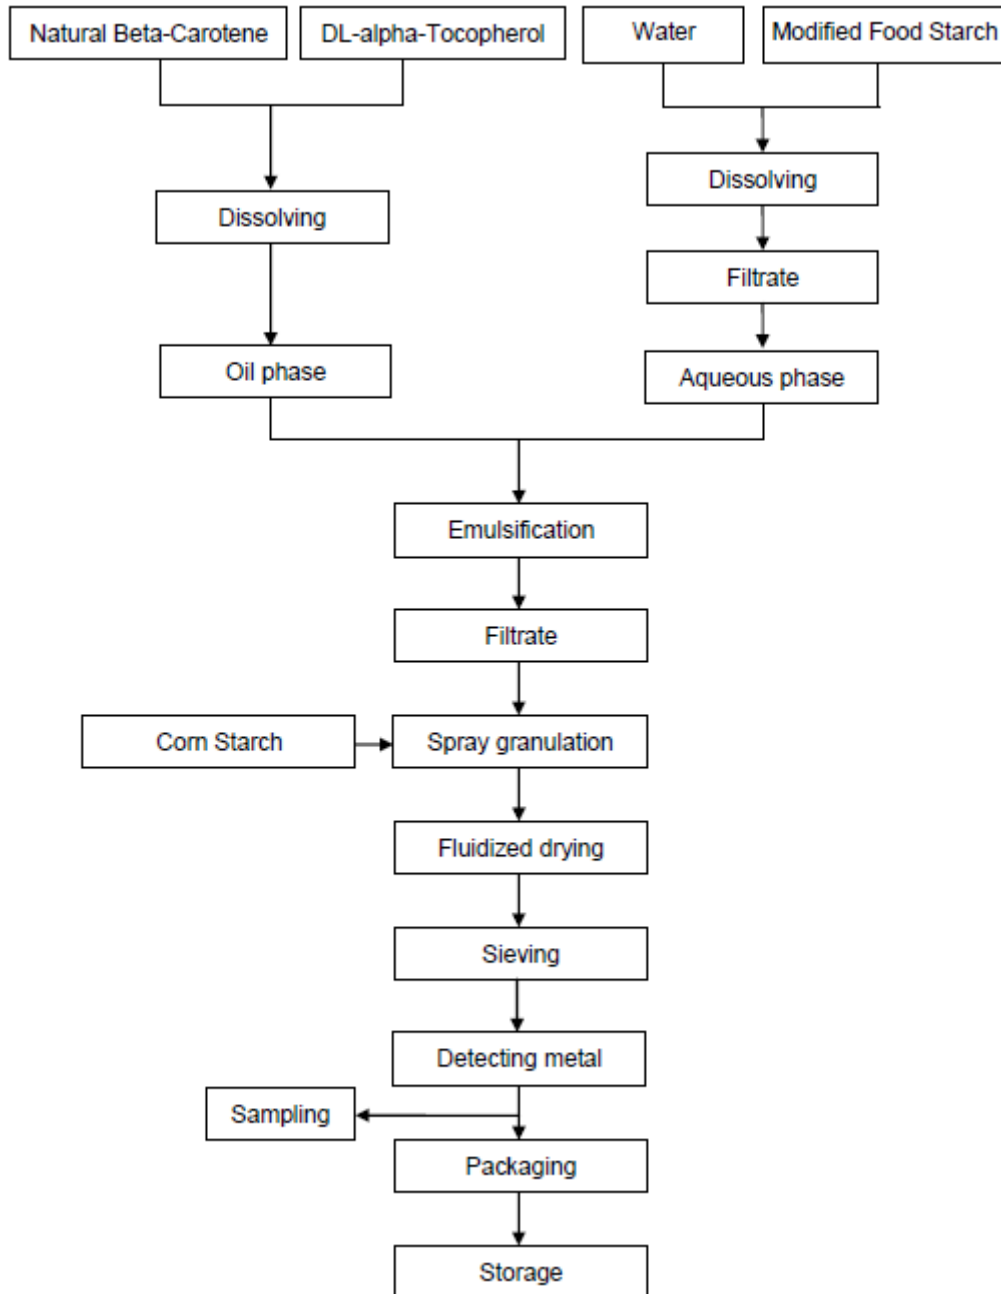 Natural Beta-Carotene
DL-alpha-Tocopherol
Water
Modified Food Starch
Dissolving
Dissolving
Filtrate
Oil phase
Aqueous phase
Emulsification
Filtrate
Corn Starch
Spray granulation
Fluidized drying
Sieving
Detecting metal
Sampling
Packaging
Storage